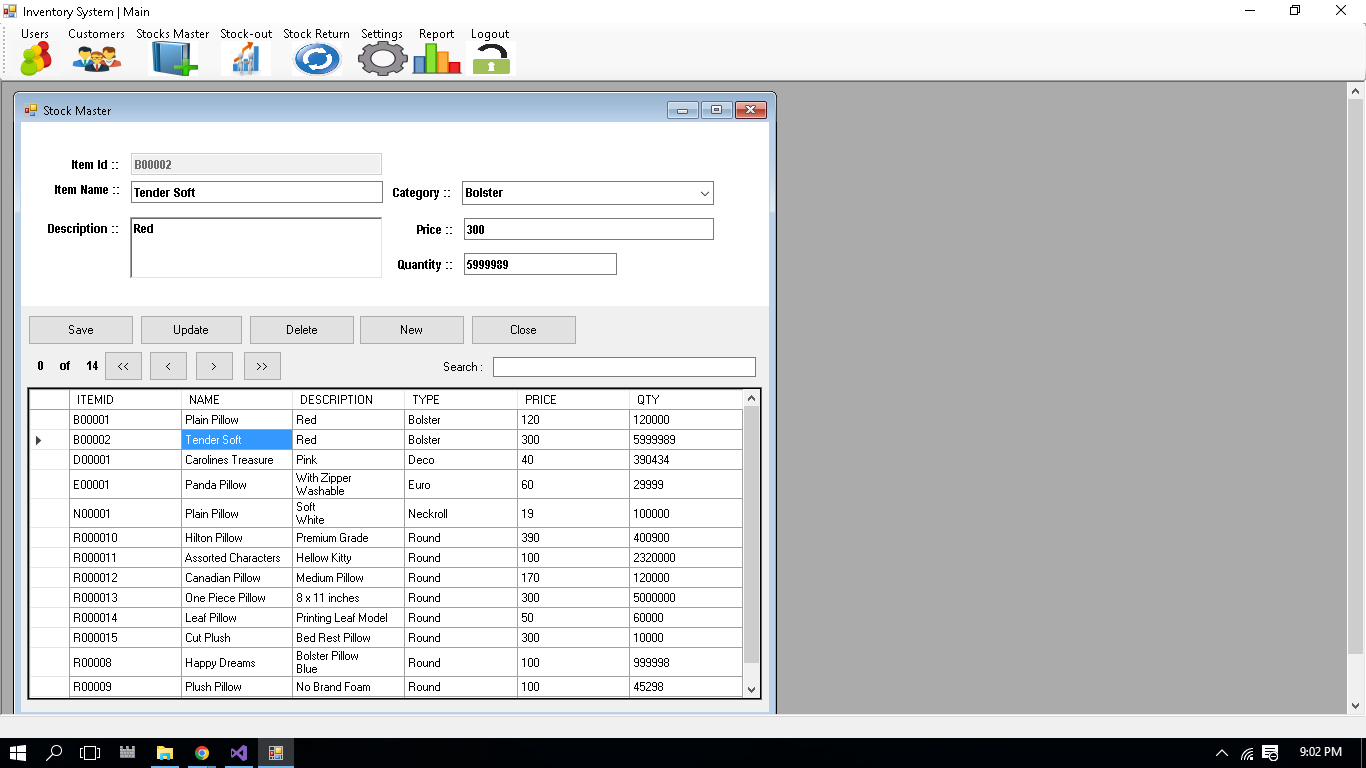 Inventory System | Main
Users Customers Stocks Master Stock-out Stock Return Settings Report Logout
Stock Master
Item Id :: B00002
Item Name :: Tender Soft
Category :: Bolster
Description :: Red
Price :: 300
Quantity :: 5999989
Save Update Delete New Close
0 of 14 << < > >> Search :
ITEMID NAME DESCRIPTION TYPE PRICE QTY
B00001 Plain Pillow Red Bolster 120 120000
B00002 Tender Soft Red Bolster 300 5999989
D00001 Carolines Treasure Pink Deco 40 390434
E00001 Panda Pillow With Zipper
Washable Euro 60 29999
N00001 Plain Pillow Soft
White Neckroll 19 100000
R000010 Hilton Pillow Premium Grade Round 390 400900
R000011 Assorted Characters Hellow Kitty Round 100 2320000
R000012 Canadian Pillow Medium Pillow Round 170 120000
R000013 One Piece Pillow 8 x 11 inches Round 300 5000000
R000014 Leaf Pillow Printing Leaf Model Round 50 60000
R000015 Cut Plush Bed Rest Pillow Round 300 10000
R00008 Happy Dreams Bolster Pillow
Blue Round 100 999998
R00009 Plush Pillow No Brand Foam Round 100 45298
9:02 PM